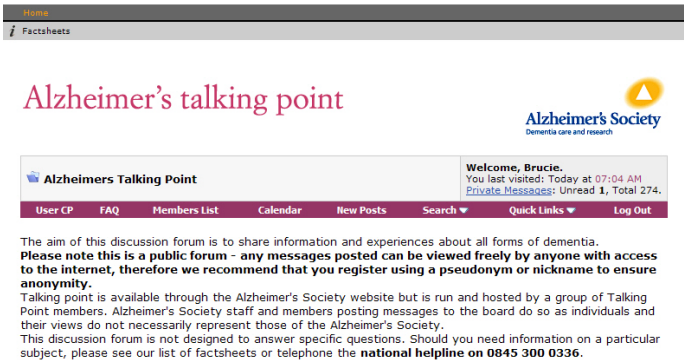 Home
i Factsheets
Alzheimer's talking point
Alzheimer's Society
Dementia care and research
Alzheimers Talking Point
Welcome, Brucie.
You last visited: Today at 07:04 AM
Private Messages: Unread 1, Total 274.
User CP FAQ Members List Calendar New Posts Search Quick Links Log Out
The aim of this discussion forum is to share information and experiences about all forms of dementia.
Please note this is a public forum - any messages posted can be viewed freely by anyone with access
to the internet, therefore we recommend that you register using a pseudonym or nickname to ensure
anonymity.
Talking point is available through the Alzheimer's Society website but is run and hosted by a group of Talking
Point members. Alzheimer's Society staff and members posting messages to the board do so as individuals and
their views do not necessarily represent those of the Alzheimer's Society.
This discussion forum is not designed to answer specific questions. Should you need information on a particular
subject, please see our list of factsheets or telephone the national helpline on 0845 300 0336.